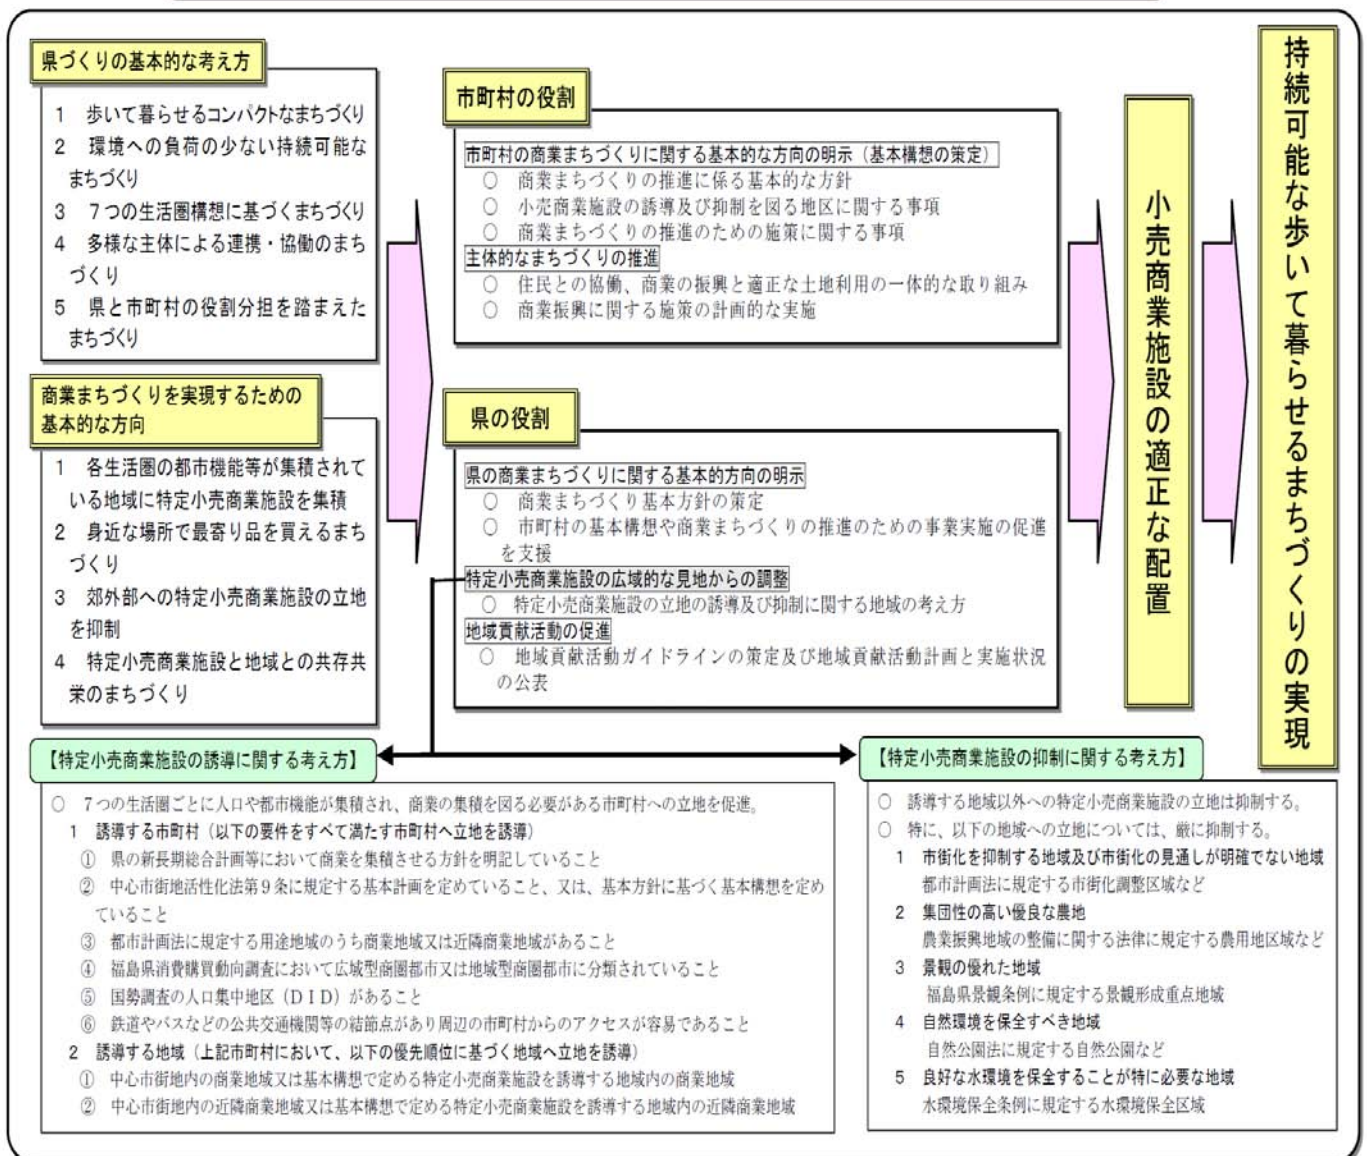 県づくりの基本的な考え方
1 歩いて暮らせるコンパクトなまちづくり
2 環境への負荷の少ない持続可能な
まちづくり
3 7つの生活圏構想に基づくまちづくり
4 多様な主体による連携・協働のまち
づくり
5 県と市町村の役割分担を踏まえた
まちづくり
商業まちづくりを実現するための
基本的な方向
1 各生活圏の都市機能等が集積されて
いる地域に特定小売商業施設を集積
2 身近な場所で最寄り品を買えるまち
づくり
3 郊外部への特定小売商業施設の立地
を抑制
4 特定小売商業施設と地域との共存共
栄のまちづくり
市町村の役割
市町村の商業まちづくりに関する基本的な方向の明示(基本構想の策定)
○ 商業まちづくりの推進に係る基本的な方針
○ 小売商業施設の誘導及び抑制を図る地区に関する事項
○ 商業まちづくりの推進のための施策に関する事項
主体的なまちづくりの推進
○ 住民との協働、商業の振興と適正な土地利用の一体的な取り組み
○ 商業振興に関する施策の計画的な実施
県の役割
県の商業まちづくりに関する基本的方向の明示
○ 商業まちづくり基本方針の策定
○ 市町村の基本構想や商業まちづくりの推進のための事業実施の促進
を支援
特定小売商業施設の広域的な見地からの調整
○ 特定小売商業施設の立地の誘導及び抑制に関する地域の考え方
地域貢献活動の促進
○ 地域貢献活動ガイドラインの策定及び地域貢献活動計画と実施状況
の公表
小売商業施設の適正な配置
持続可能な歩いて暮らせるまちづくりの実現
【特定小売商業施設の誘導に関する考え方】
○ 7つの生活圏ごとに人口や都市機能が集積され、商業の集積を図る必要がある市町村への立地を促進。
1 誘導する市町村(以下の要件をすべて満たす市町村へ立地を誘導)
① 県の新長期総合計画等において商業を集積させる方針を明記していること
② 中心市街地活性化法第9条に規定する基本計画を定めていること、又は、基本方針に基づく基本構想を定め
ていること
③ 都市計画法に規定する用途地域のうち商業地域又は近隣商業地域があること
④ 福島県消費購買動向調査において広域型商圏都市又は地域型商圏都市に分類されていること
⑤ 国勢調査の人口集中地区(DID)があること
⑥ 鉄道やバスなどの公共交通機関等の結節点があり周辺の市町村からのアクセスが容易であること
2 誘導する地域(上記市町村において、以下の優先順位に基づく地域へ立地を誘導)
① 中心市街地内の商業地域又は基本構想で定める特定小売商業施設を誘導する地域内の商業地域
② 中心市街地内の近隣商業地域又は基本構想で定める特定小売商業施設を誘導する地域内の近隣商業地域
【特定小売商業施設の抑制に関する考え方】
○ 誘導する地域以外への特定小売商業施設の立地は抑制する。
○ 特に、以下の地域への立地については、厳に抑制する。
1 市街化を抑制する地域及び市街化の見通しが明確でない地域
都市計画法に規定する市街化調整区域など
2 集団性の高い優良な農地
農業振興地域の整備に関する法律に規定する農用地区域など
3 景観の優れた地域
福島県景観条例に規定する景観形成重点地域
4 自然環境を保全すべき地域
自然公園法に規定する自然公園など
5 良好な水環境を保全することが特に必要な地域
水環境保全条例に規定する水環境保全区域